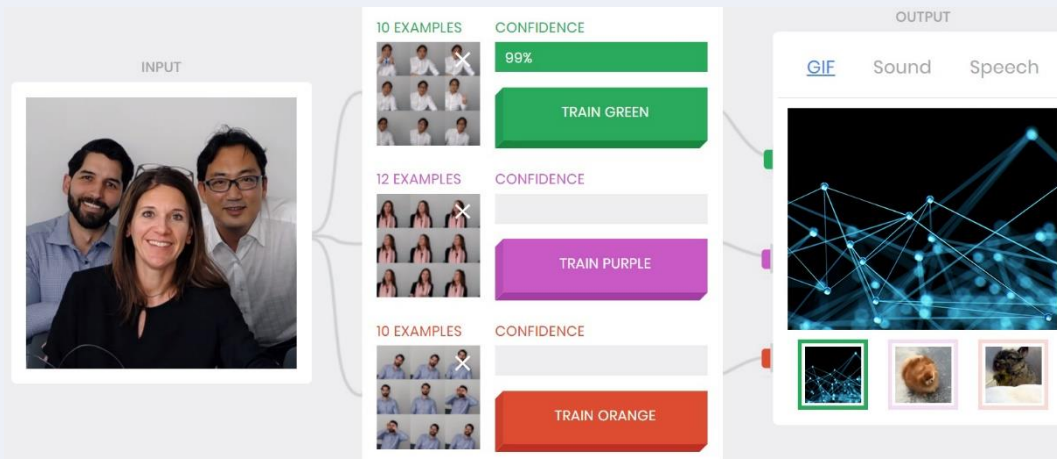 INPUT
10 EXAMPLES
CONFIDENCE
99%
TRAIN GREEN
12 EXAMPLES
CONFIDENCE
TRAIN PURPLE
10 EXAMPLES
CONFIDENCE
TRAIN ORANGE
OUTPUT
GIF Sound Speech